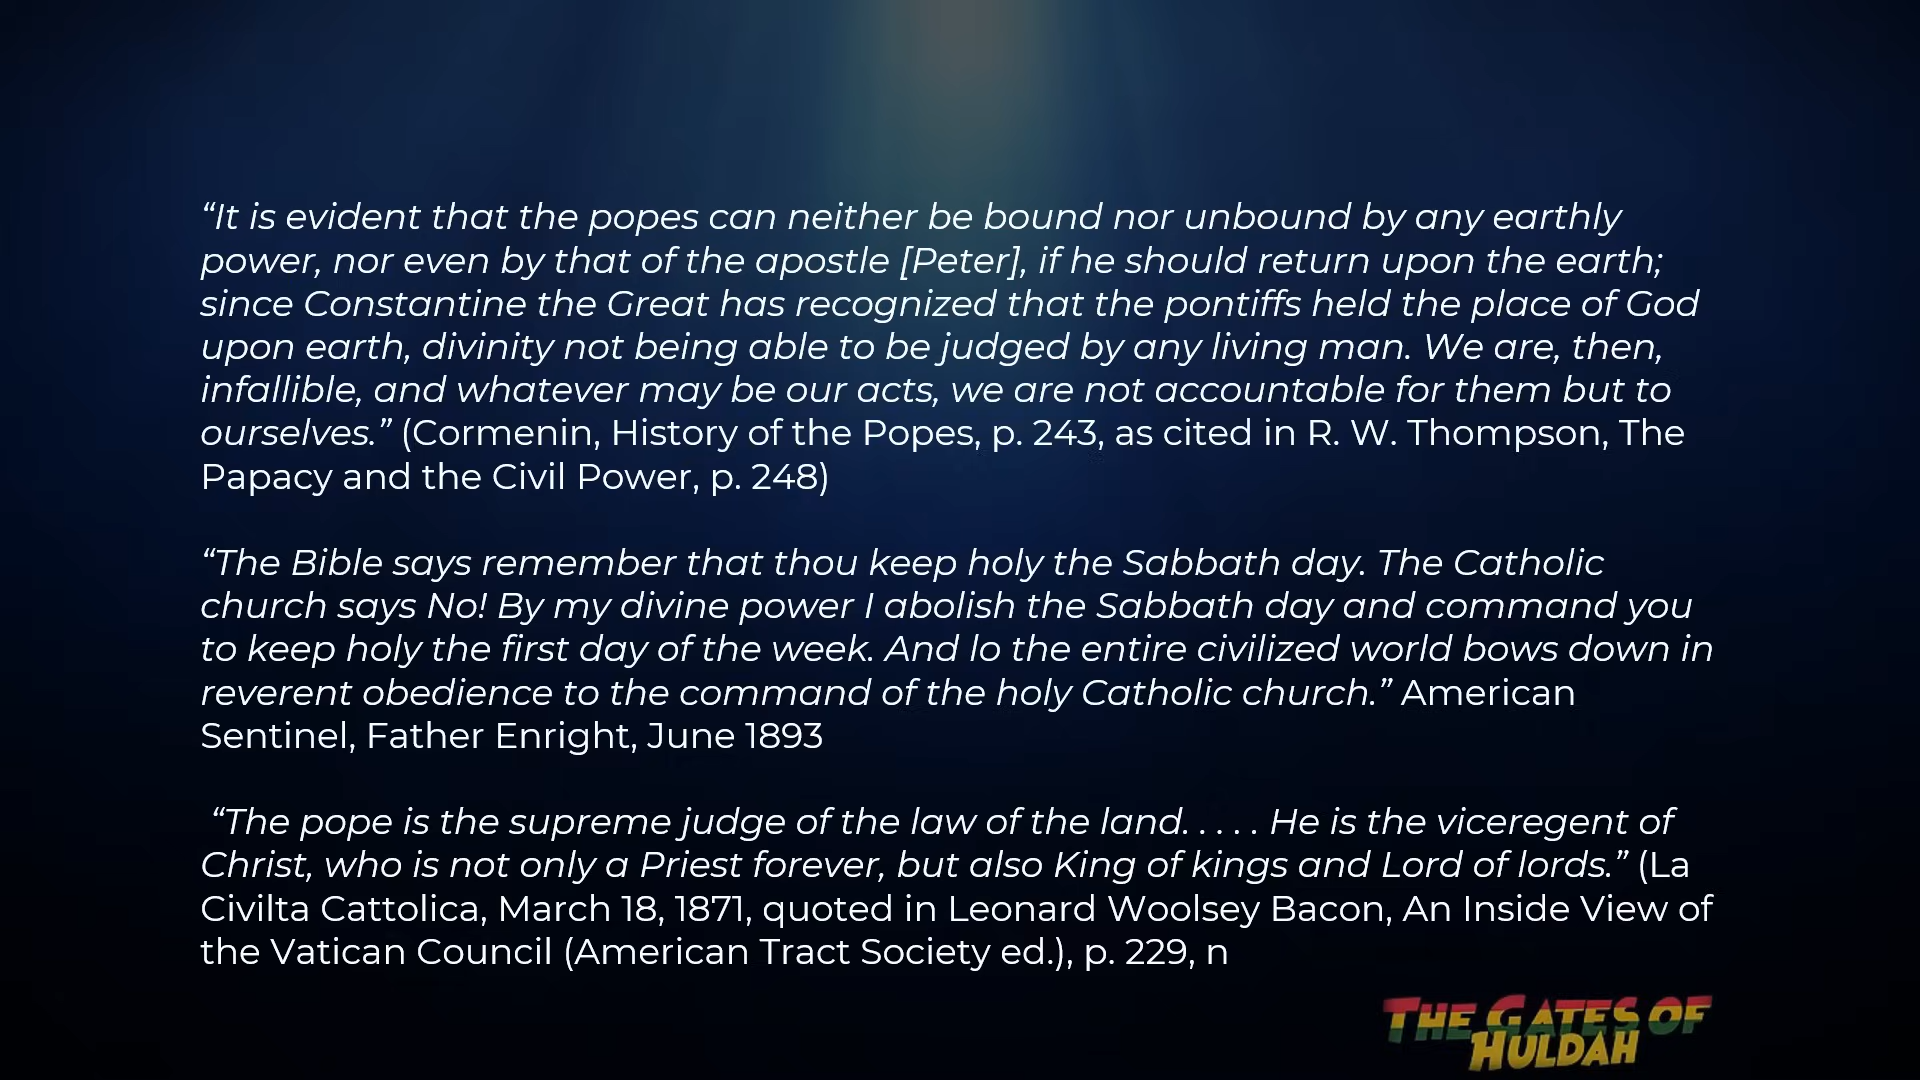 “It is evident that the popes can neither be bound nor unbound by any earthly
power, nor even by that of the apostle [Peter], if he should return upon the earth;
since Constantine the Great has recognized that the pontiffs held the place of God
upon earth, divinity not being able to be judged by any living man. We are, then,
infallible, and whatever may be our acts, we are not accountable for them but to
ourselves.” (Cormenin, History of the Popes, p. 243, as cited in R. W. Thompson, The
Papacy and the Civil Power, p. 248)
“The Bible says remember that thou keep holy the Sabbath day. The Catholic
church says No! By my divine power I abolish the Sabbath day and command you
to keep holy the first day of the week. And lo the entire civilized world bows down in
reverent obedience to the command of the holy Catholic church.” American
Sentinel, Father Enright, June 1893
“The pope is the supreme judge of the law of the land. . . . . He is the viceregent of
Christ, who is not only a Priest forever, but also King of kings and Lord of lords.” (La
Civilta Cattolica, March 18, 1871, quoted in Leonard Woolsey Bacon, An Inside View of
the Vatican Council (American Tract Society ed.), p. 229, n
THE GATES OF
HULDAH